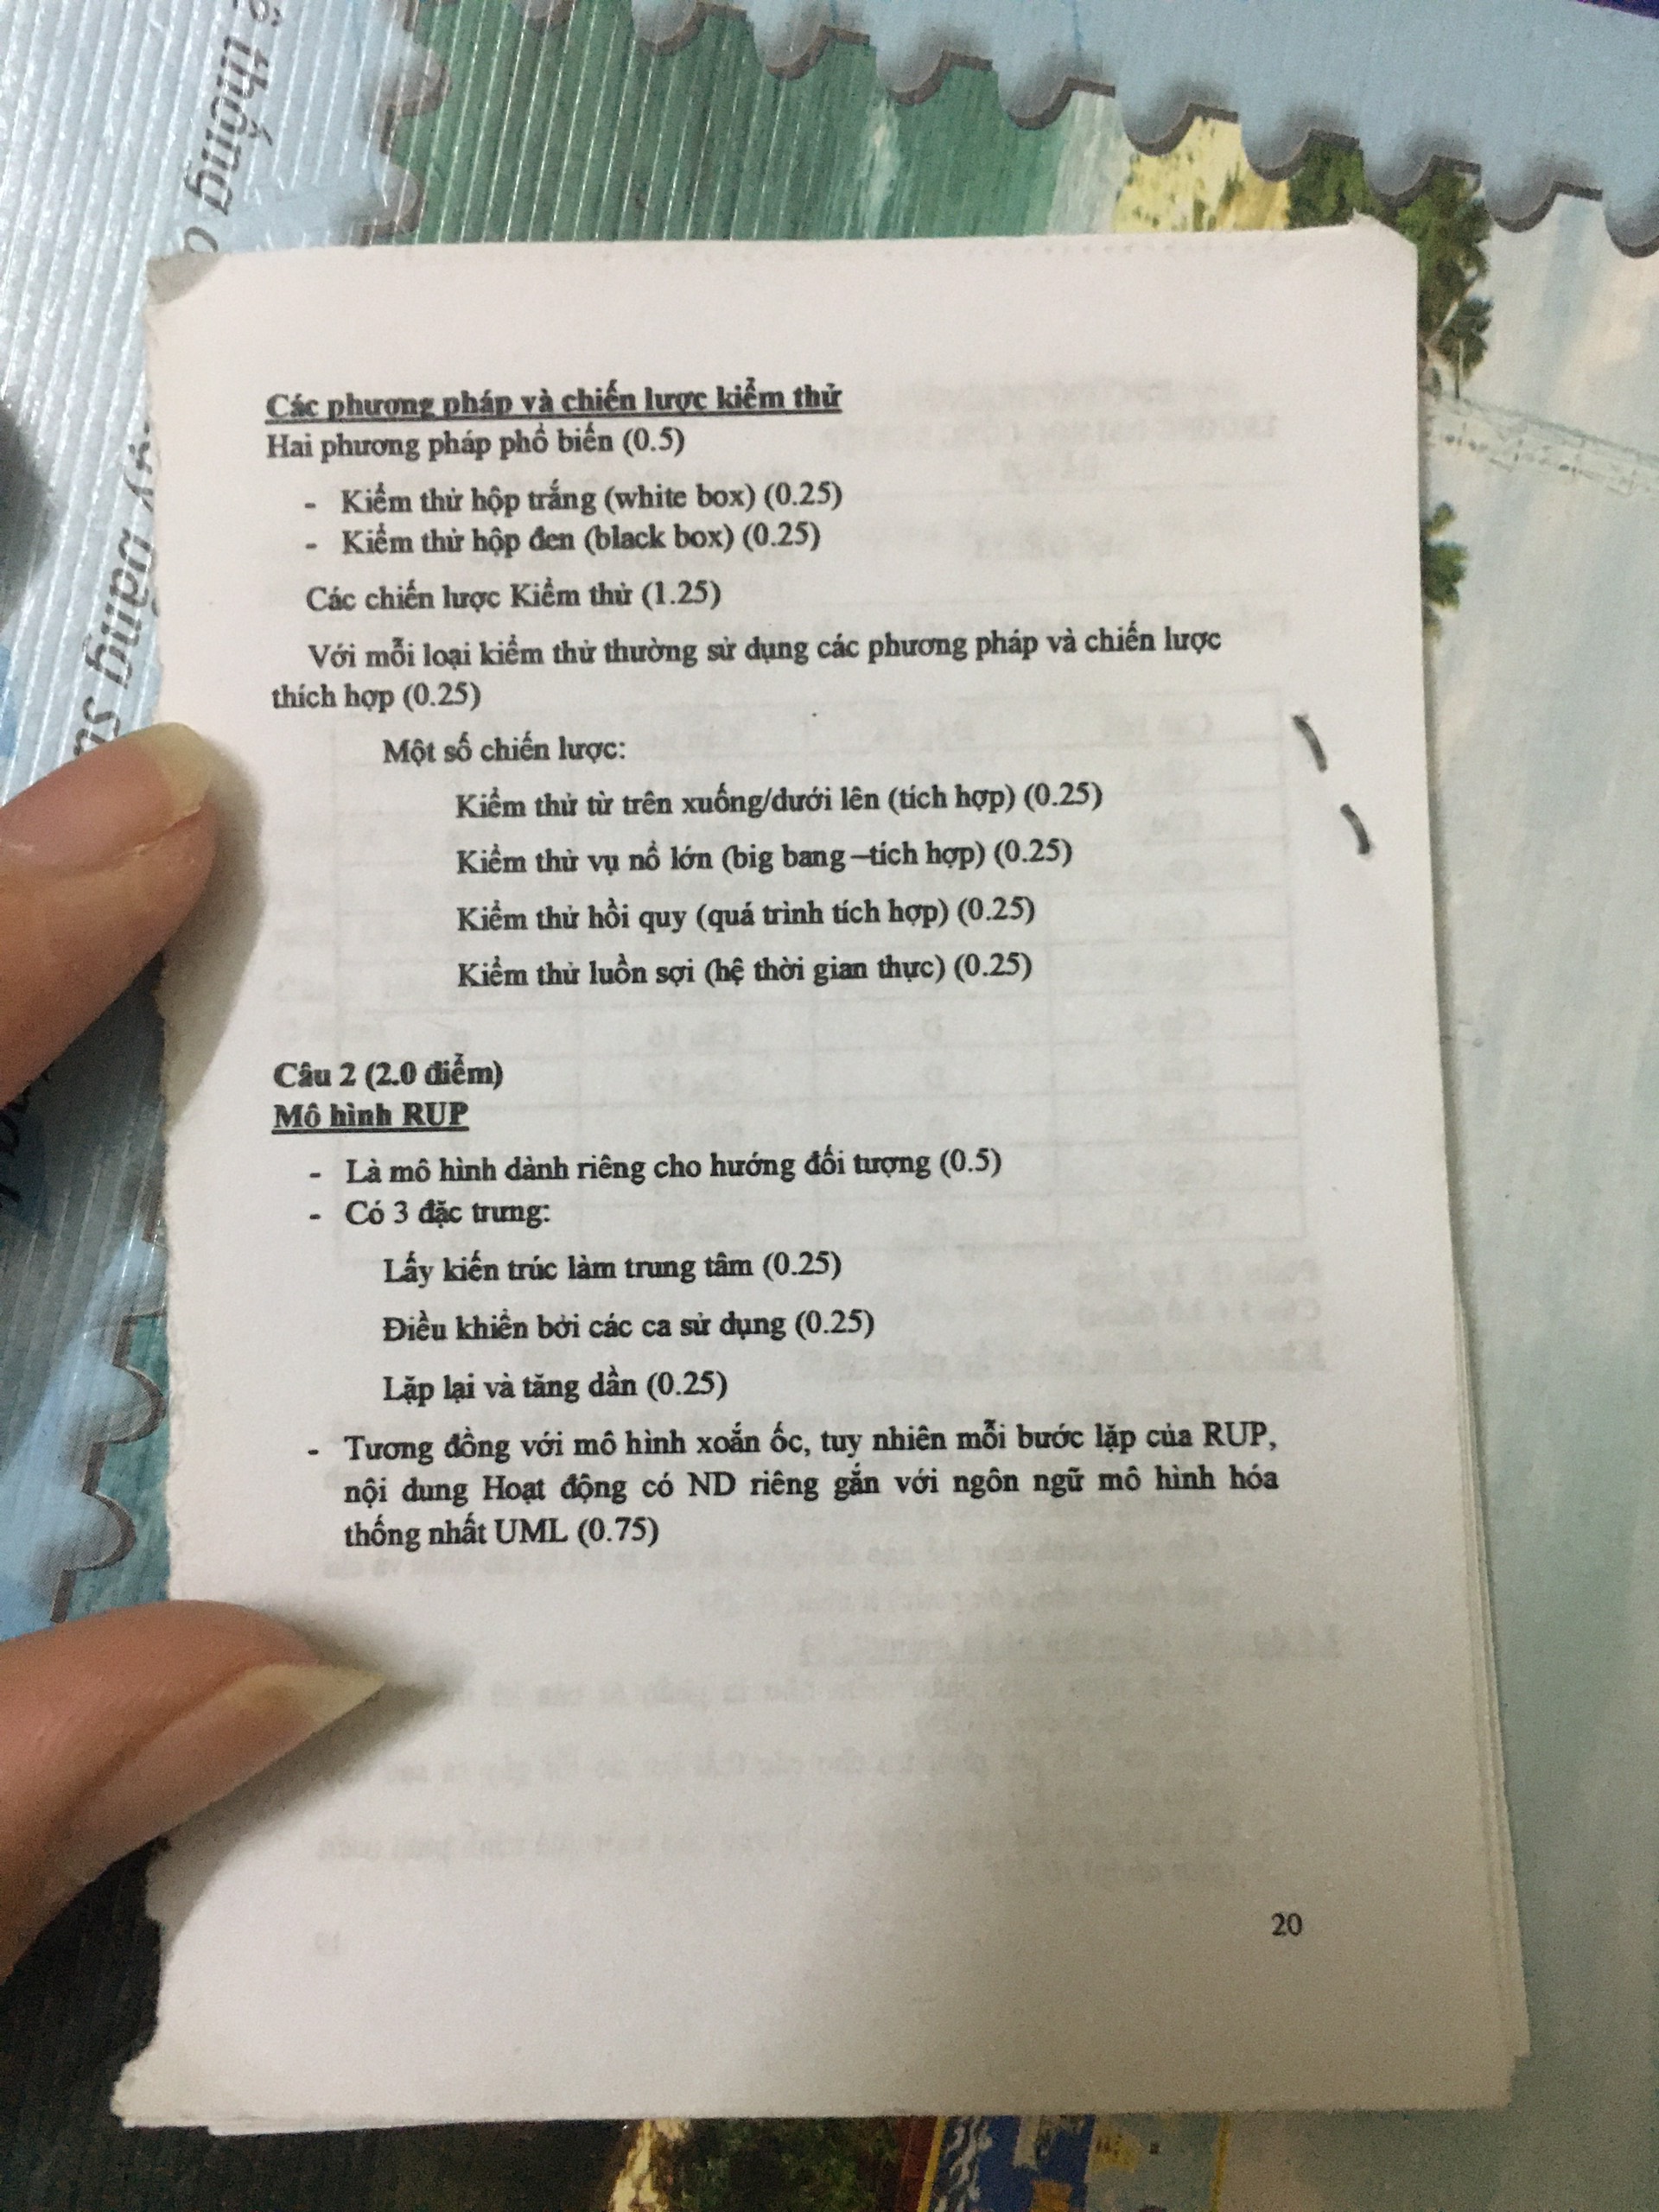 Các phương pháp và chiến lược kiểm thử
Hai phương pháp phổ biến (0.5)
- Kiểm thử hộp trắng (white box) (0.25)
- Kiểm thử hộp đen (black box) (0.25)
Các chiến lược Kiểm thử (1.25)
Với mỗi loại kiểm thử thường sử dụng các phương pháp và chiến lược
thích hợp (0.25)
Một số chiến lược:
Kiểm thử từ trên xuống/dưới lên (tích hợp) (0.25)
Kiểm thử vụ nổ lớn (big bang –tích hợp) (0.25)
Kiểm thử hồi quy (quá trình tích hợp) (0.25)
Kiểm thử luồn sợi (hệ thời gian thực) (0.25)
Câu 2 (2.0 điểm)
Mô hình RUP
- Là mô hình dành riêng cho hướng đối tượng (0.5)
- Có 3 đặc trưng:
Lấy kiến trúc làm trung tâm (0.25)
Điều khiển bởi các ca sử dụng (0.25)
Lặp lại và tăng dần (0.25)
- Tương đồng với mô hình xoắn ốc, tuy nhiên mỗi bước lặp của RUP,
nội dung Hoạt động có ND riêng gắn với ngôn ngữ mô hình hóa
thống nhất UML (0.75)
20
thống
quang